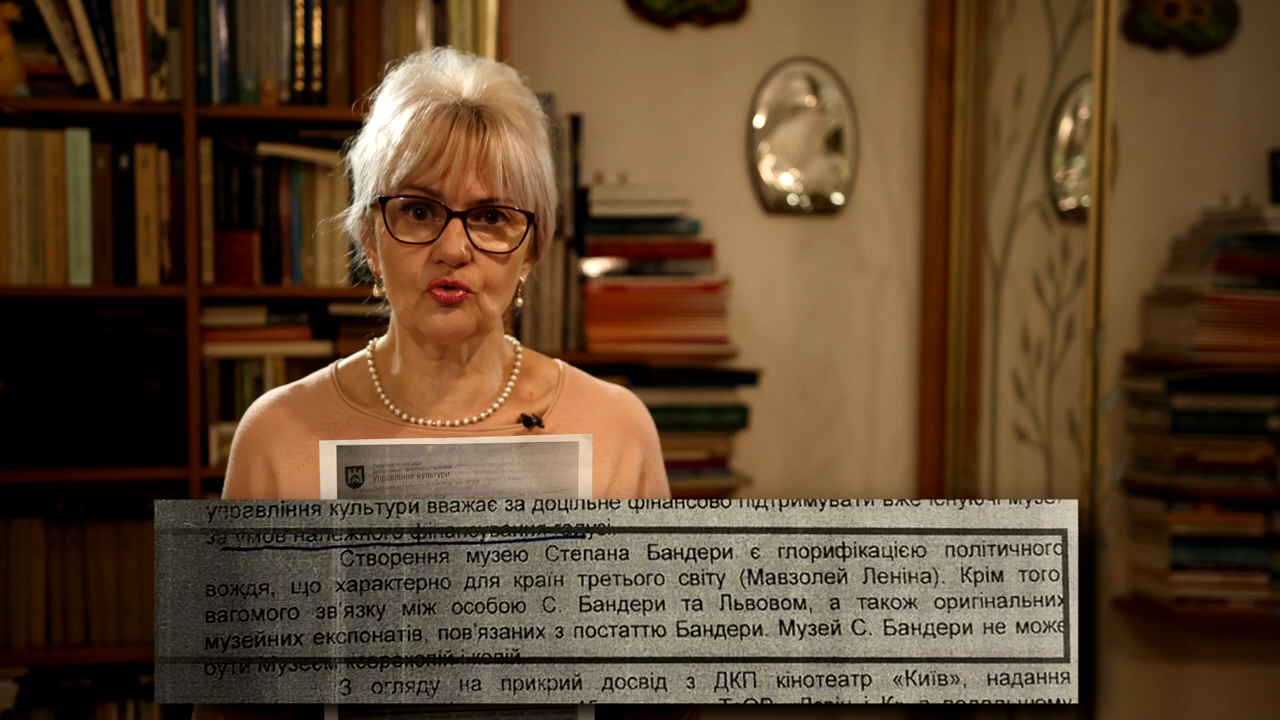 управління культури
управління культури вважає за доцільне фінансово підтримувати вже існуючі музеї
за умов належного фінансування галузі.
Створення музею Степана Бандери є глорифікацією політичного
вождя, що характерно для країн третього світу (Мавзолей Леніна). Крім того
вагомого зв'язку між особою С. Бандери та Львовом, а також оригінальних
музейних експонатів, пов'язаних з постаттю Бандери. Музей С. Бандери не може
бути Музеєм ксерокопій і копій.
З огляду на прикрий досвід з ДКП кінотеатр «Київ», надання